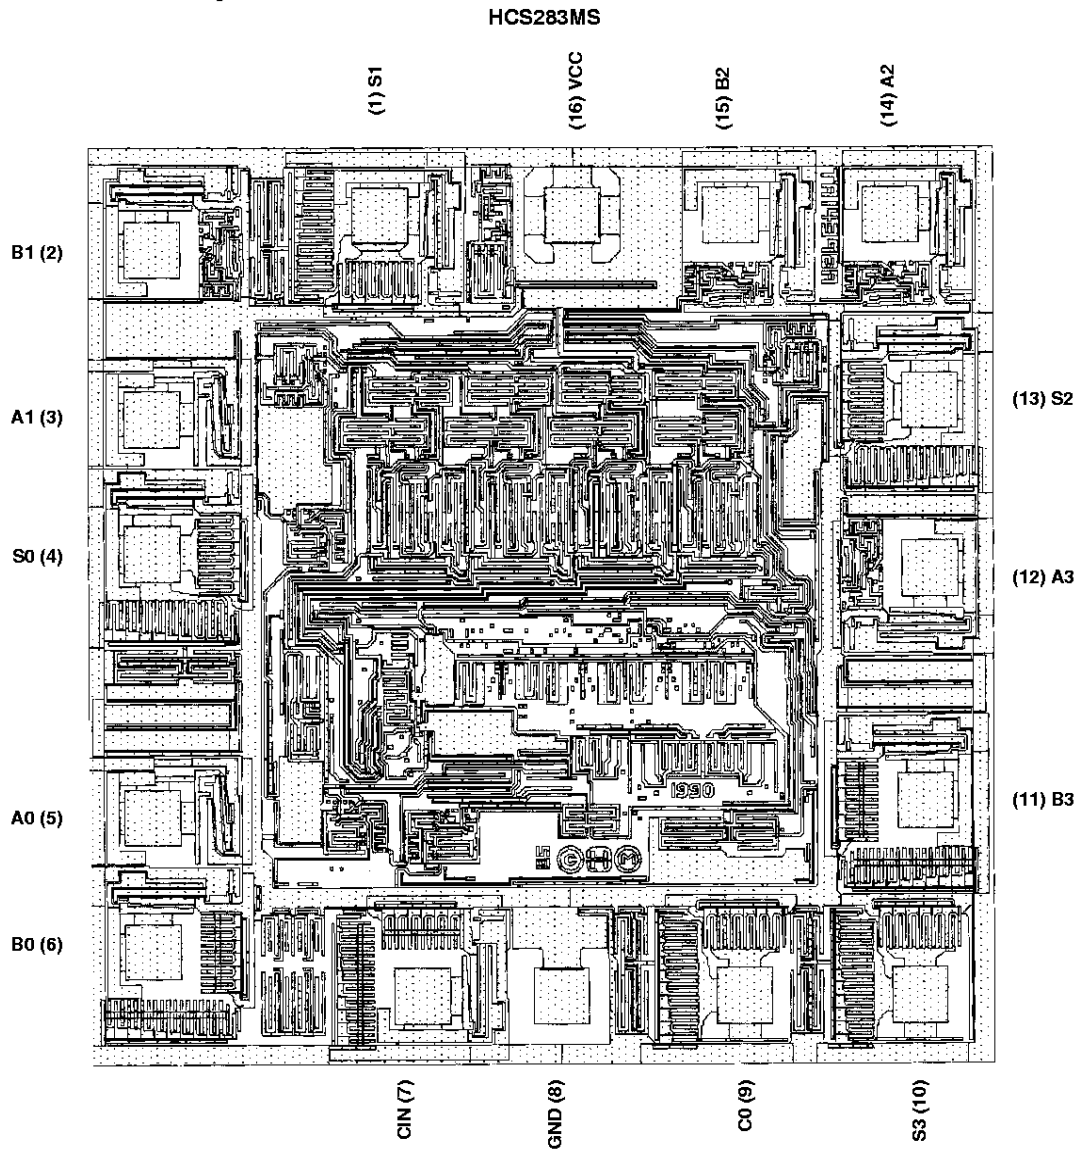 HCS283MS
(1) S1
(16) VCC
(15) B2
(14) A2
B1 (2)
A1 (3)
(13) S2
S0 (4)
(12) A3
A0 (5)
(11) B3
B0 (6)
CIN (7)
GND (8)
C0 (9)
S3 (10)